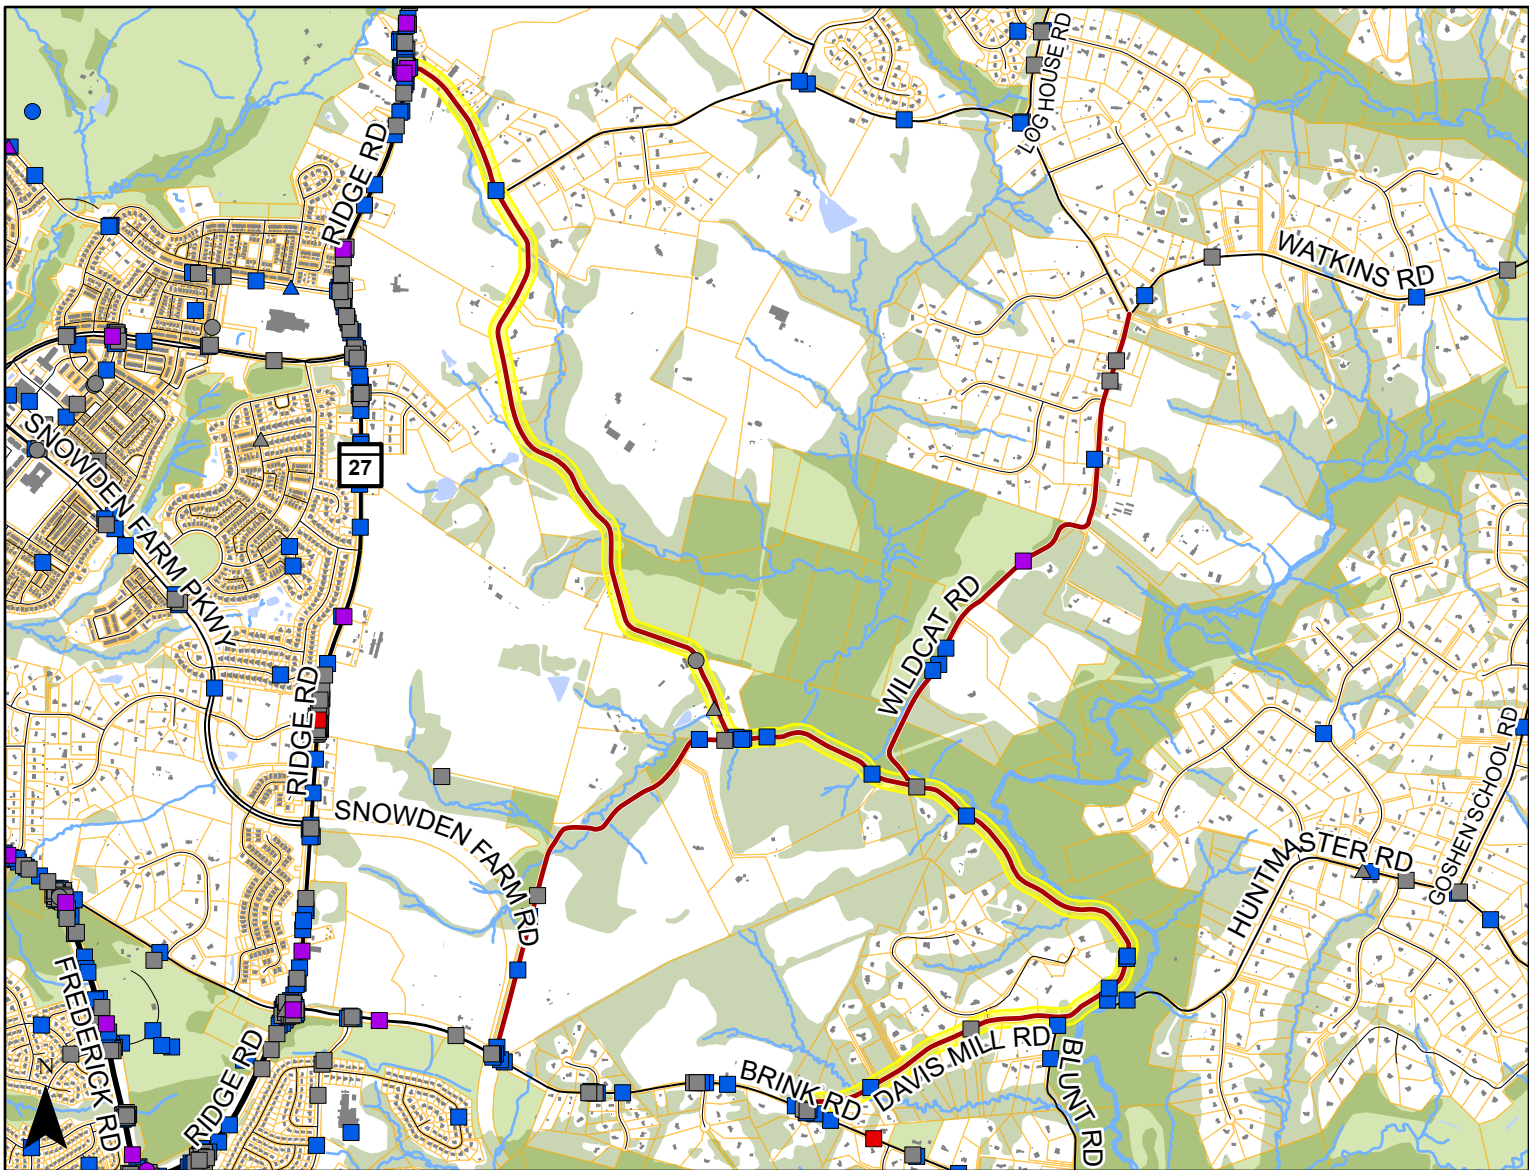 LOG HOUSE RD
RIDGE RD
WATKINS RD
SNOWDEN FARM PKWY
27
WILDCAT RD
RIDGE RD
SNOWDEN FARM RD
HUNTMASTER RD
GOSHEN SCHOOL RD
FREDERICK RD
RIDGE RD
BRINK RD
DAVIS MILL RD
BLUNT RD
N